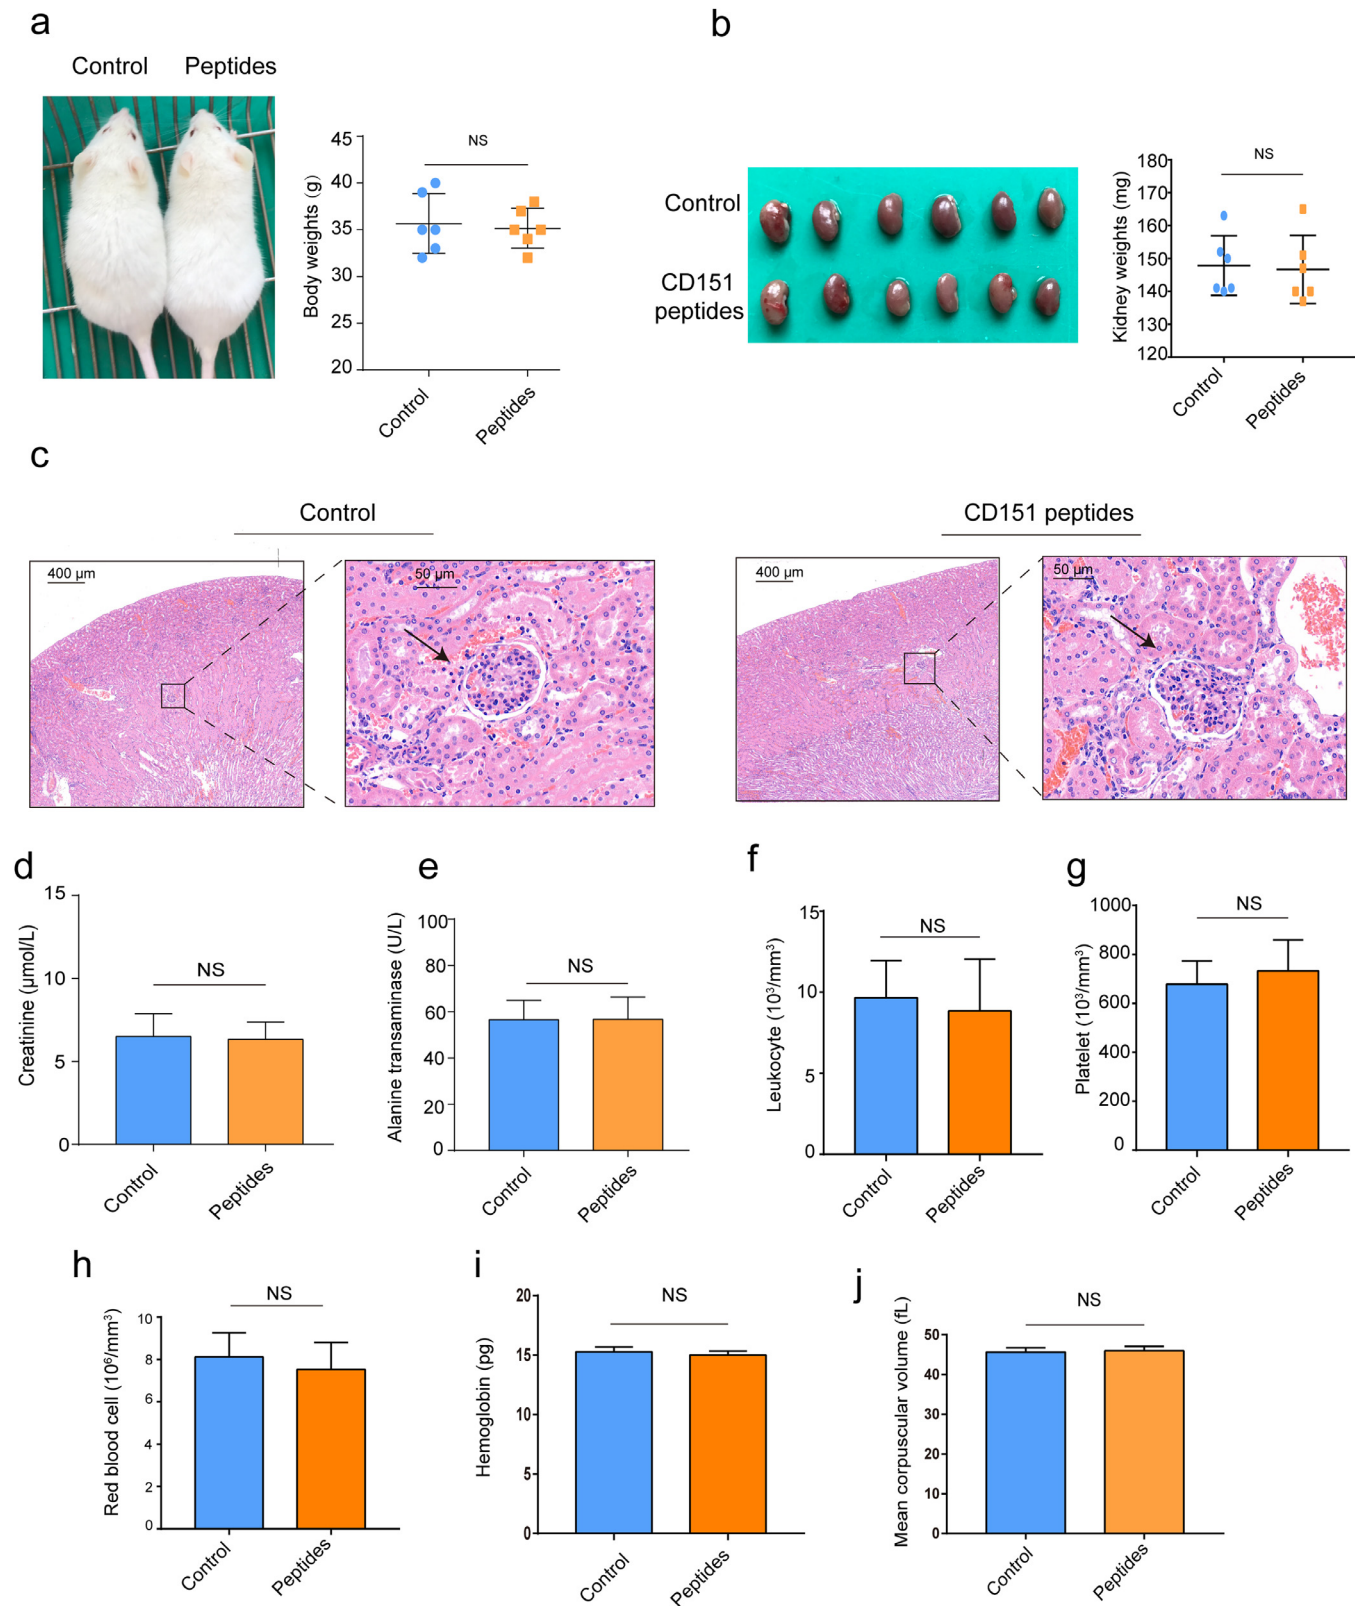 a
Control Peptides
Body weights (g)
45
40
35
30
25
20
NS
Control
Peptides
b
Control
CD151
peptides
Kidney weights (mg)
180
170
160
150
140
130
120
NS
Control
Peptides
c
Control
400 µm
50 µm
CD151 peptides
400 µm
50 µm
d
Creatinine (µmol/L)
15
10
5
0
NS
Control
Peptides
e
Alanine transaminase (U/L)
100
80
60
40
20
0
NS
Control
Peptides
f
Leukocyte (10³/mm³)
15
10
5
0
NS
Control
Peptides
g
Platelet (10³/mm³)
1000
800
600
400
200
0
NS
Control
Peptides
h
Red blood cell (10⁶/mm³)
10
8
6
4
2
0
NS
Control
Peptides
i
Hemoglobin (pg)
20
15
10
5
0
NS
Control
Peptides
j
Mean corpuscular volume (fL)
50
40
30
20
10
0
NS
Control
Peptides